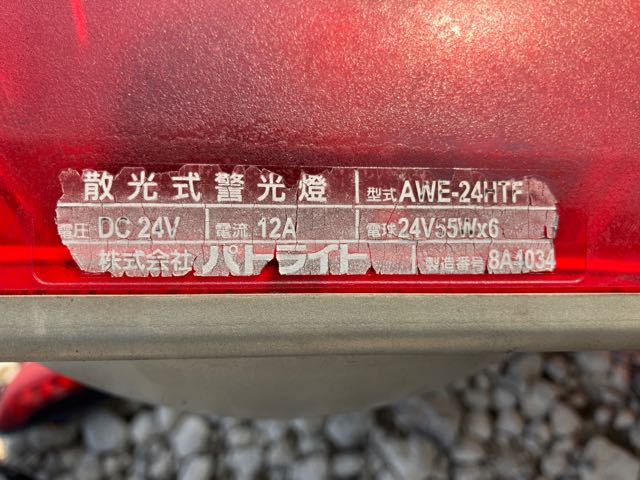 散光式警光燈 型式 AWE-24HTF
電圧 DC 24V 電流 12A 電球 24V55Wx6
株式会社 パトライト 製造番号 8A1034